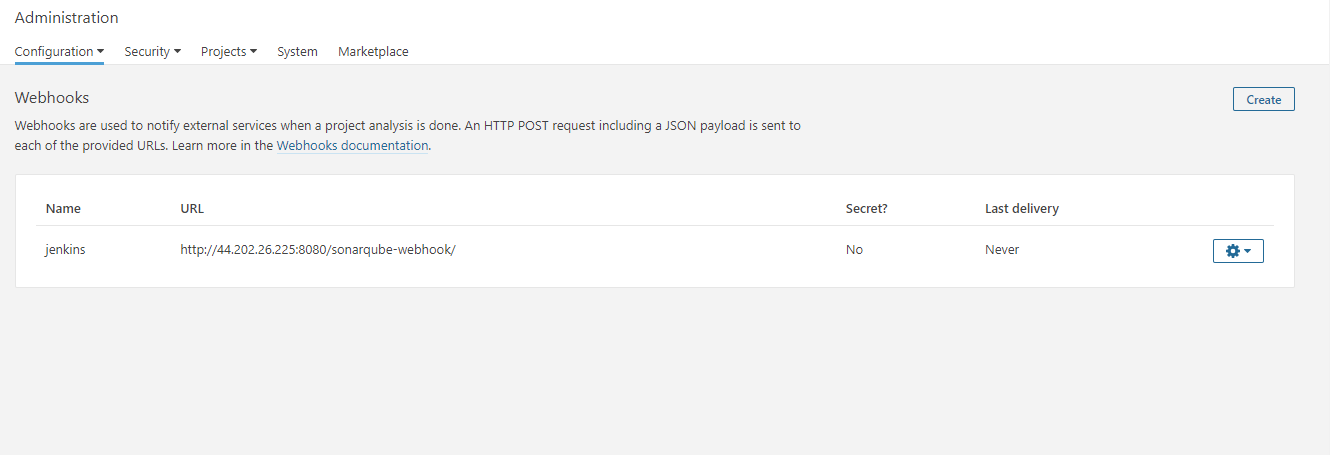 Administration
Configuration Security Projects System Marketplace
Webhooks
Create
Webhooks are used to notify external services when a project analysis is done. An HTTP POST request including a JSON payload is sent to
each of the provided URLs. Learn more in the Webhooks documentation.
Name URL Secret? Last delivery
jenkins http://44.202.26.225:8080/sonarqube-webhook/ No Never